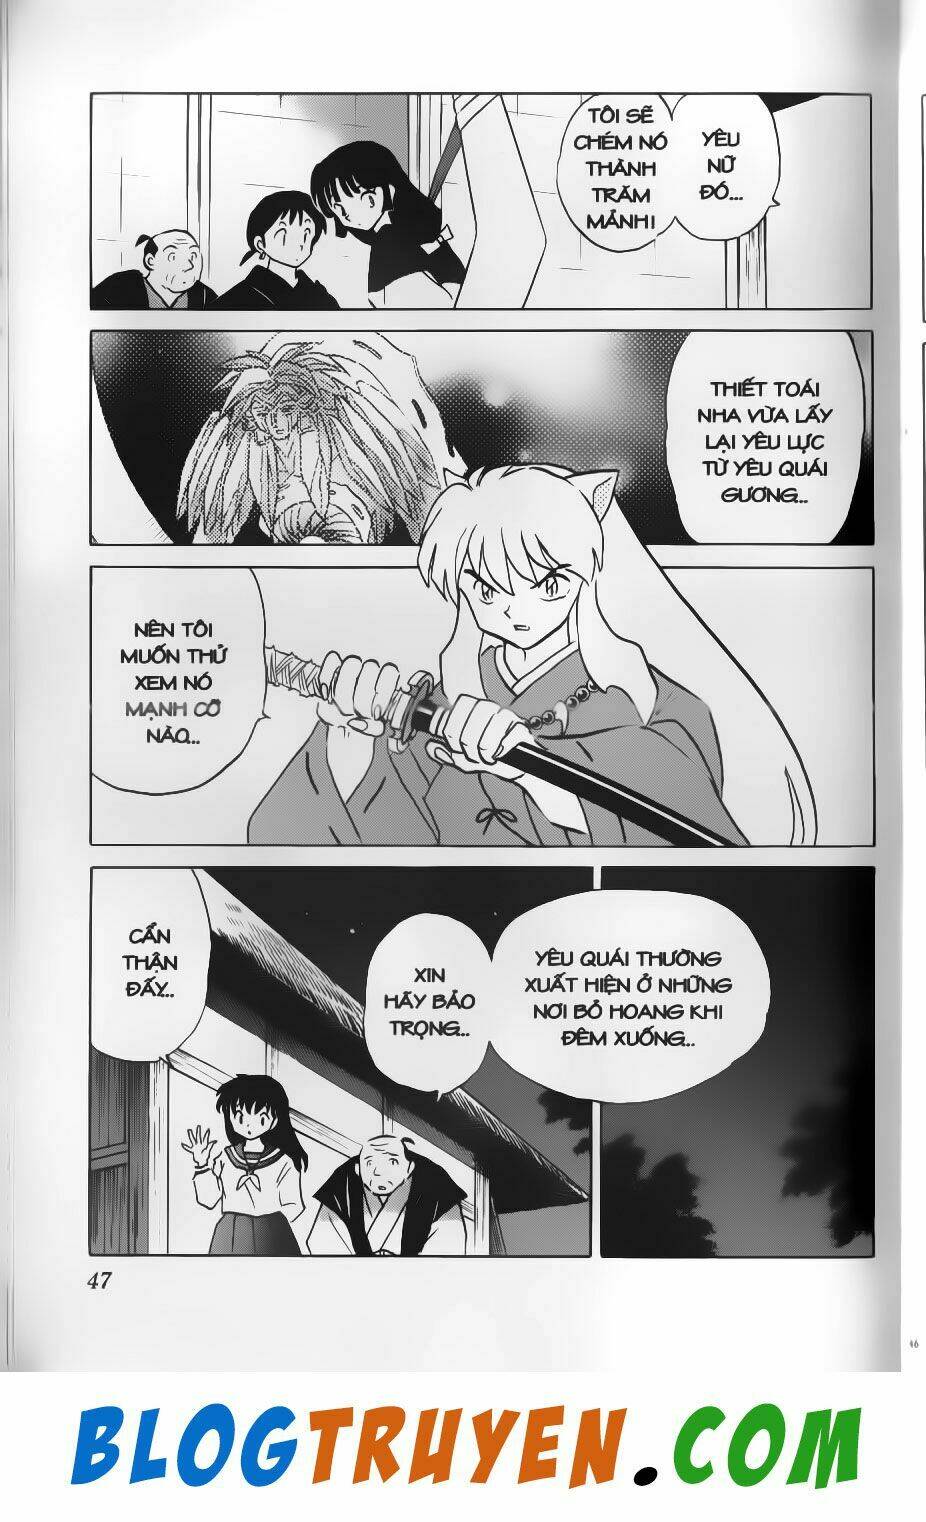 YÊU
NỮ
ĐÓ...
TÔI SẼ
CHÉM NÓ
THÀNH
TRĂM
MẢNH!
THIẾT TOÁI
NHA VỪA LẤY
LẠI YÊU LỰC
TỪ YÊU QUÁI
GƯƠNG...
NÊN TÔI
MUỐN THỬ
XEM NÓ
MẠNH CỠ
NÀO...
YÊU QUÁI THƯỜNG
XUẤT HIỆN Ở NHỮNG
NƠI BỎ HOANG KHI
ĐÊM XUỐNG...
XIN
HÃY BẢO
TRỌNG...
CẨN
THẬN
ĐẤY...
47
46
BLOGTRUYEN.COM